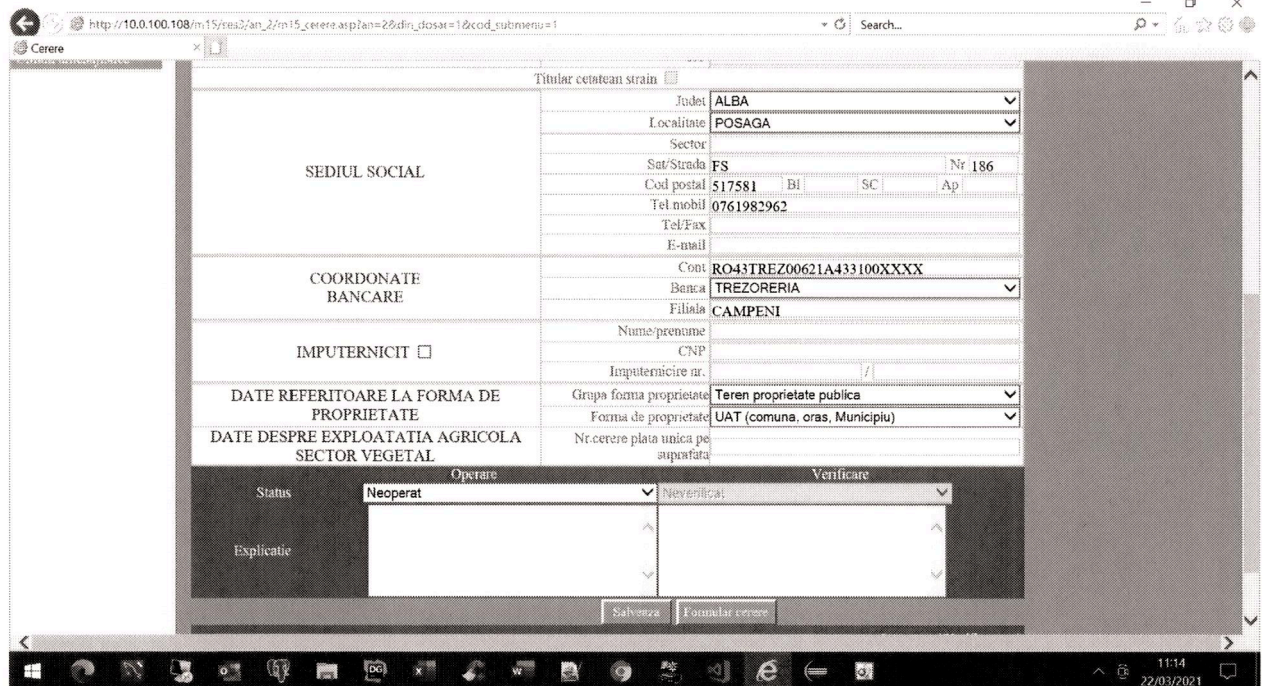 http://10.0.100.108/m15/res3/an_2/m15_cerere.asp?an=2&din_dosar=1&cod_submenu=1
Search...
Cerere
Titular cetatean strain
SEDIUL SOCIAL
Judet ALBA
Localitate POSAGA
Sector
Sat/Strada FS Nr 186
Cod postal 517581 Bl SC Ap
Tel.mobil 0761982962
Tel/Fax
E-mail
COORDONATE
BANCARE
Cont RO43TREZ00621A433100XXXX
Banca TREZORERIA
Filiala CAMPENI
IMPUTERNICIT
Nume/prenume
CNP
Imputernicire nr. /
DATE REFERITOARE LA FORMA DE
PROPRIETATE
Grupa forma proprietate Teren proprietate publica
Forma de proprietate UAT (comuna, oras, Municipiu)
DATE DESPRE EXPLOATATIA AGRICOLA
SECTOR VEGETAL
Nr.cerere plata unica pe
suprafata
Operare Verificare
Status Neoperat Neverificat
Explicatie
Salveaza Formular cerere
11:14
22/03/2021